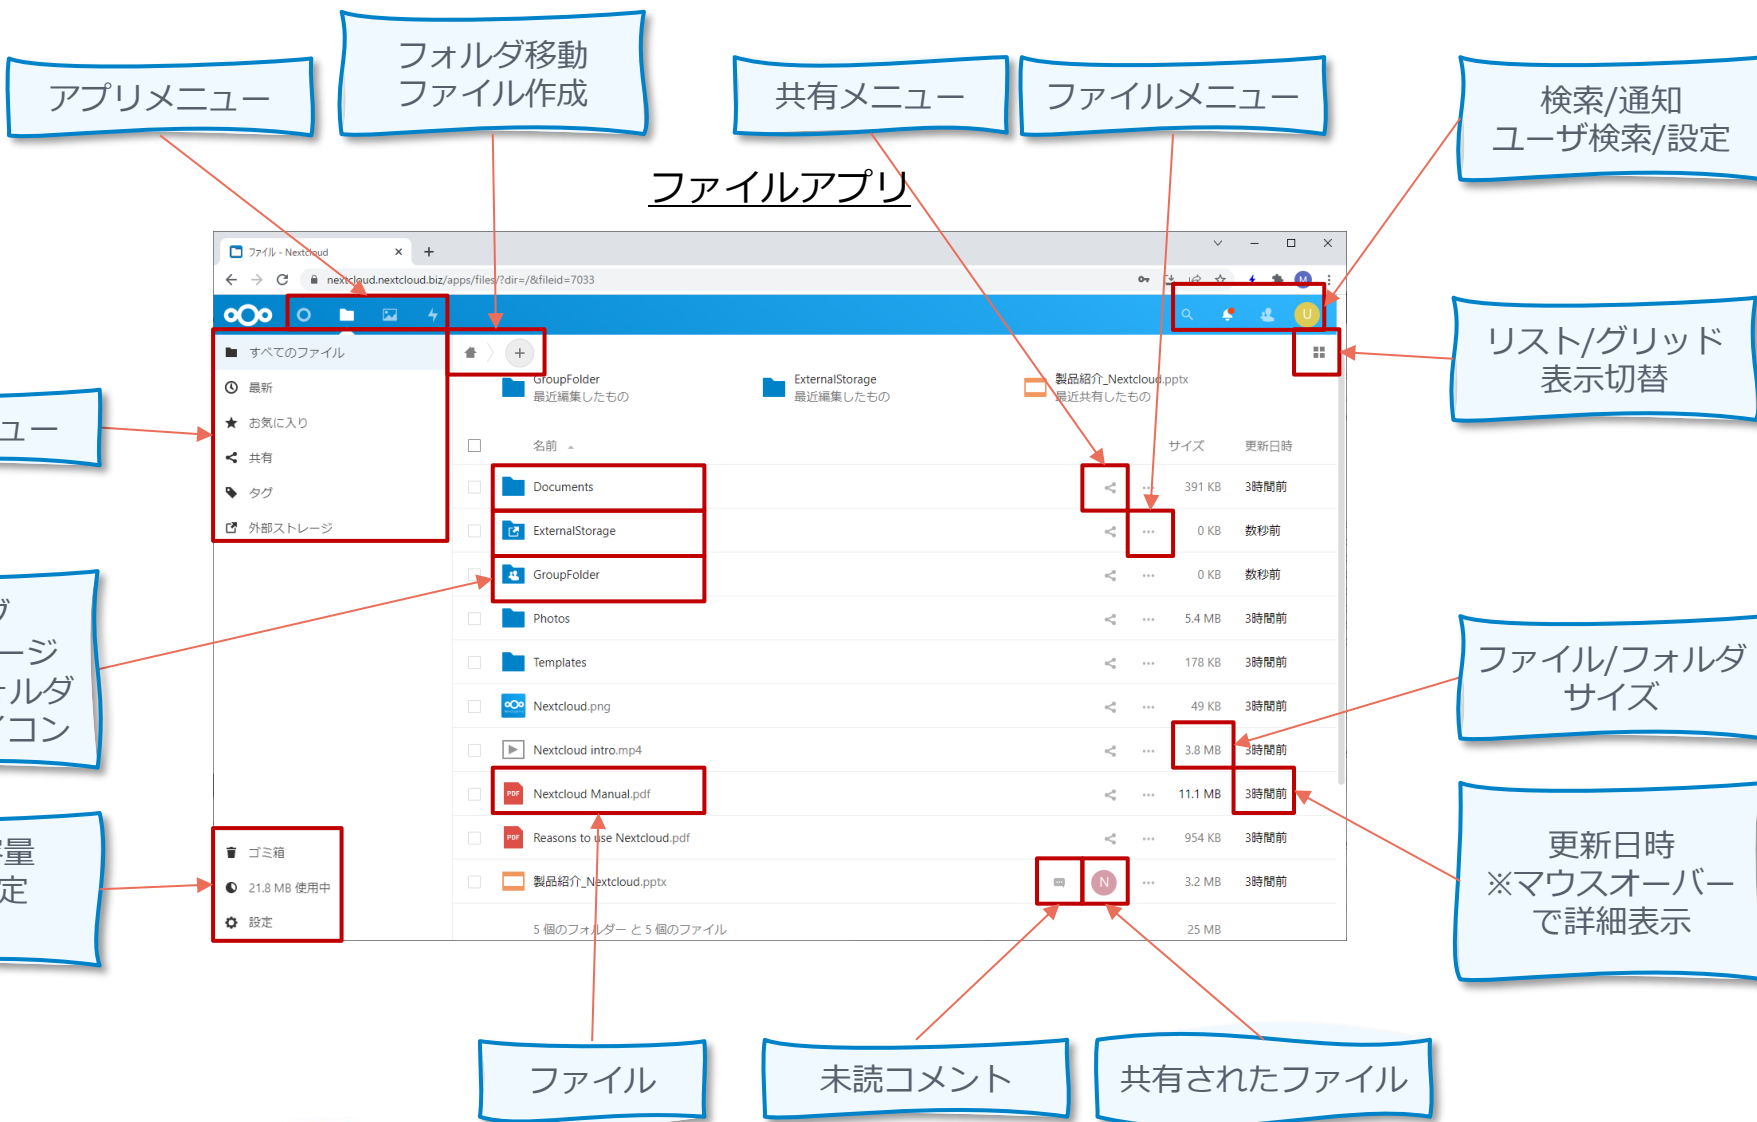 フォルダ移動
ファイル作成
アプリメニュー
共有メニュー
ファイルメニュー
検索/通知
ユーザ検索/設定
ファイルアプリ
ファイル - Nextcloud
nextcloud.nextcloud.biz/apps/files/?dir=/&fileid=7033
M
U
すべてのファイル
最新
お気に入り
共有
タグ
外部ストレージ
GroupFolder
最近編集したもの
ExternalStorage
最近編集したもの
製品紹介_Nextcloud.pptx
最近共有したもの
リスト/グリッド
表示切替
ュー
名前 サイズ 更新日時
Documents 391 KB 3時間前
ExternalStorage 0 KB 数秒前
GroupFolder 0 KB 数秒前
Photos 5.4 MB 3時間前
Templates 178 KB 3時間前
Nextcloud.png 49 KB 3時間前
Nextcloud intro.mp4 3.8 MB 3時間前
PDF Nextcloud Manual.pdf 11.1 MB 3時間前
PDF Reasons to use Nextcloud.pdf 954 KB 3時間前
製品紹介_Nextcloud.pptx N 3.2 MB 3時間前
5 個のフォルダー と 5 個のファイル 25 MB
ージ
ルダ
コン
ファイル/フォルダ
サイズ
量
定
ゴミ箱
21.8 MB 使用中
設定
更新日時
※マウスオーバー
で詳細表示
ファイル
未読コメント
共有されたファイル